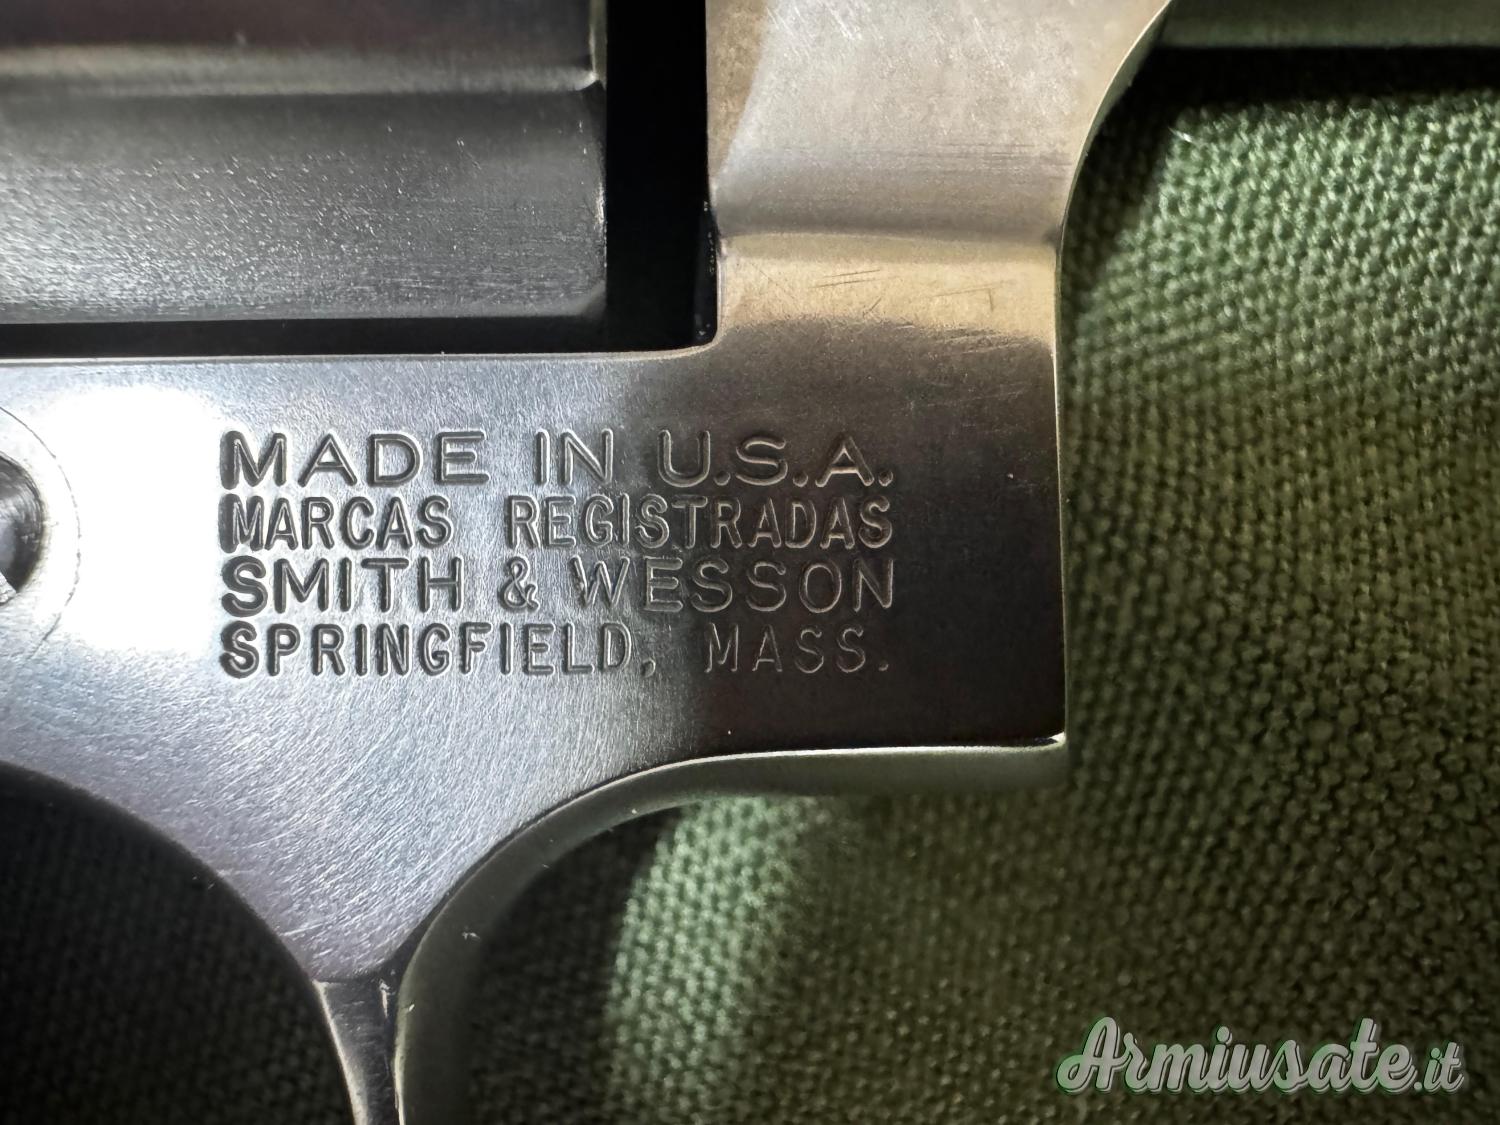 MADE IN U.S.A.
MARCAS REGISTRADAS
SMITH & WESSON
SPRINGFIELD, MASS.
Armiusate.it